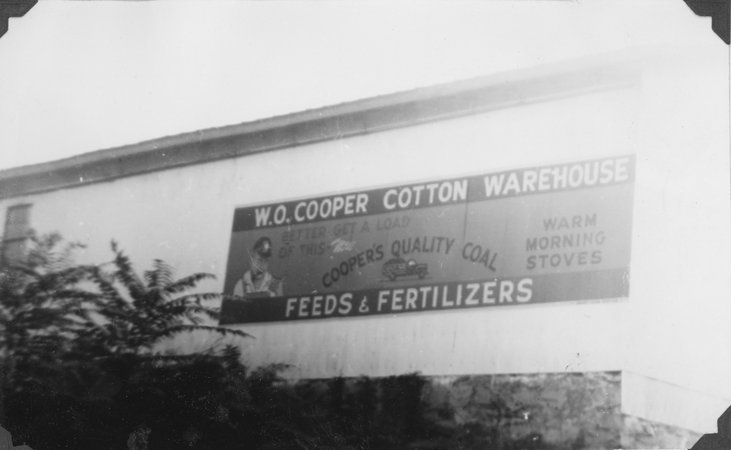 W.O. COOPER COTTON WAREHOUSE
BETTER GET A LOAD
OF THIS
COOPER'S QUALITY COAL
WARM
MORNING
STOVES
FEEDS & FERTILIZERS